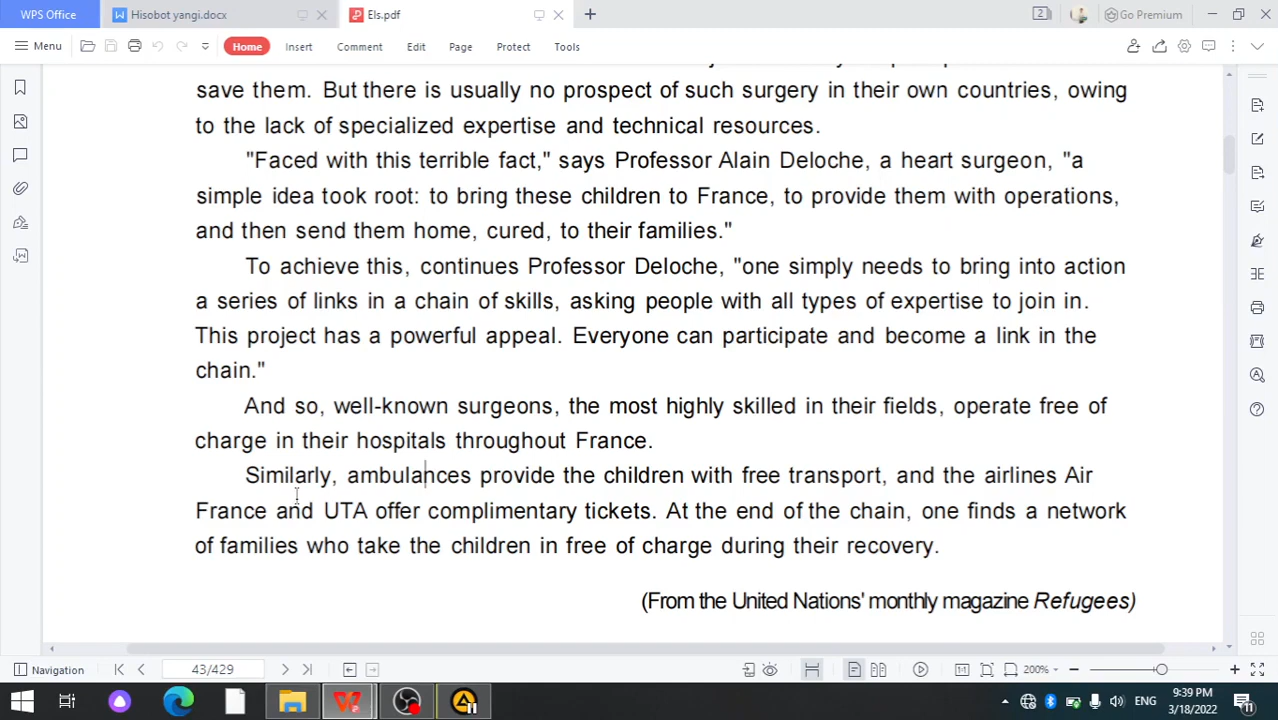 WPS Office
Hisobot yangi.docx
Els.pdf
2
Go Premium
Menu
Home
Insert
Comment
Edit
Page
Protect
Tools
save them. But there is usually no prospect of such surgery in their own countries, owing
to the lack of specialized expertise and technical resources.
"Faced with this terrible fact," says Professor Alain Deloche, a heart surgeon, "a
simple idea took root: to bring these children to France, to provide them with operations,
and then send them home, cured, to their families."
To achieve this, continues Professor Deloche, "one simply needs to bring into action
a series of links in a chain of skills, asking people with all types of expertise to join in.
This project has a powerful appeal. Everyone can participate and become a link in the
chain."
And so, well-known surgeons, the most highly skilled in their fields, operate free of
charge in their hospitals throughout France.
Similarly, ambulances provide the children with free transport, and the airlines Air
France and UTA offer complimentary tickets. At the end of the chain, one finds a network
of families who take the children in free of charge during their recovery.
(From the United Nations' monthly magazine Refugees)
Navigation
43/429
200%
ENG
9:39 PM
3/18/2022
11